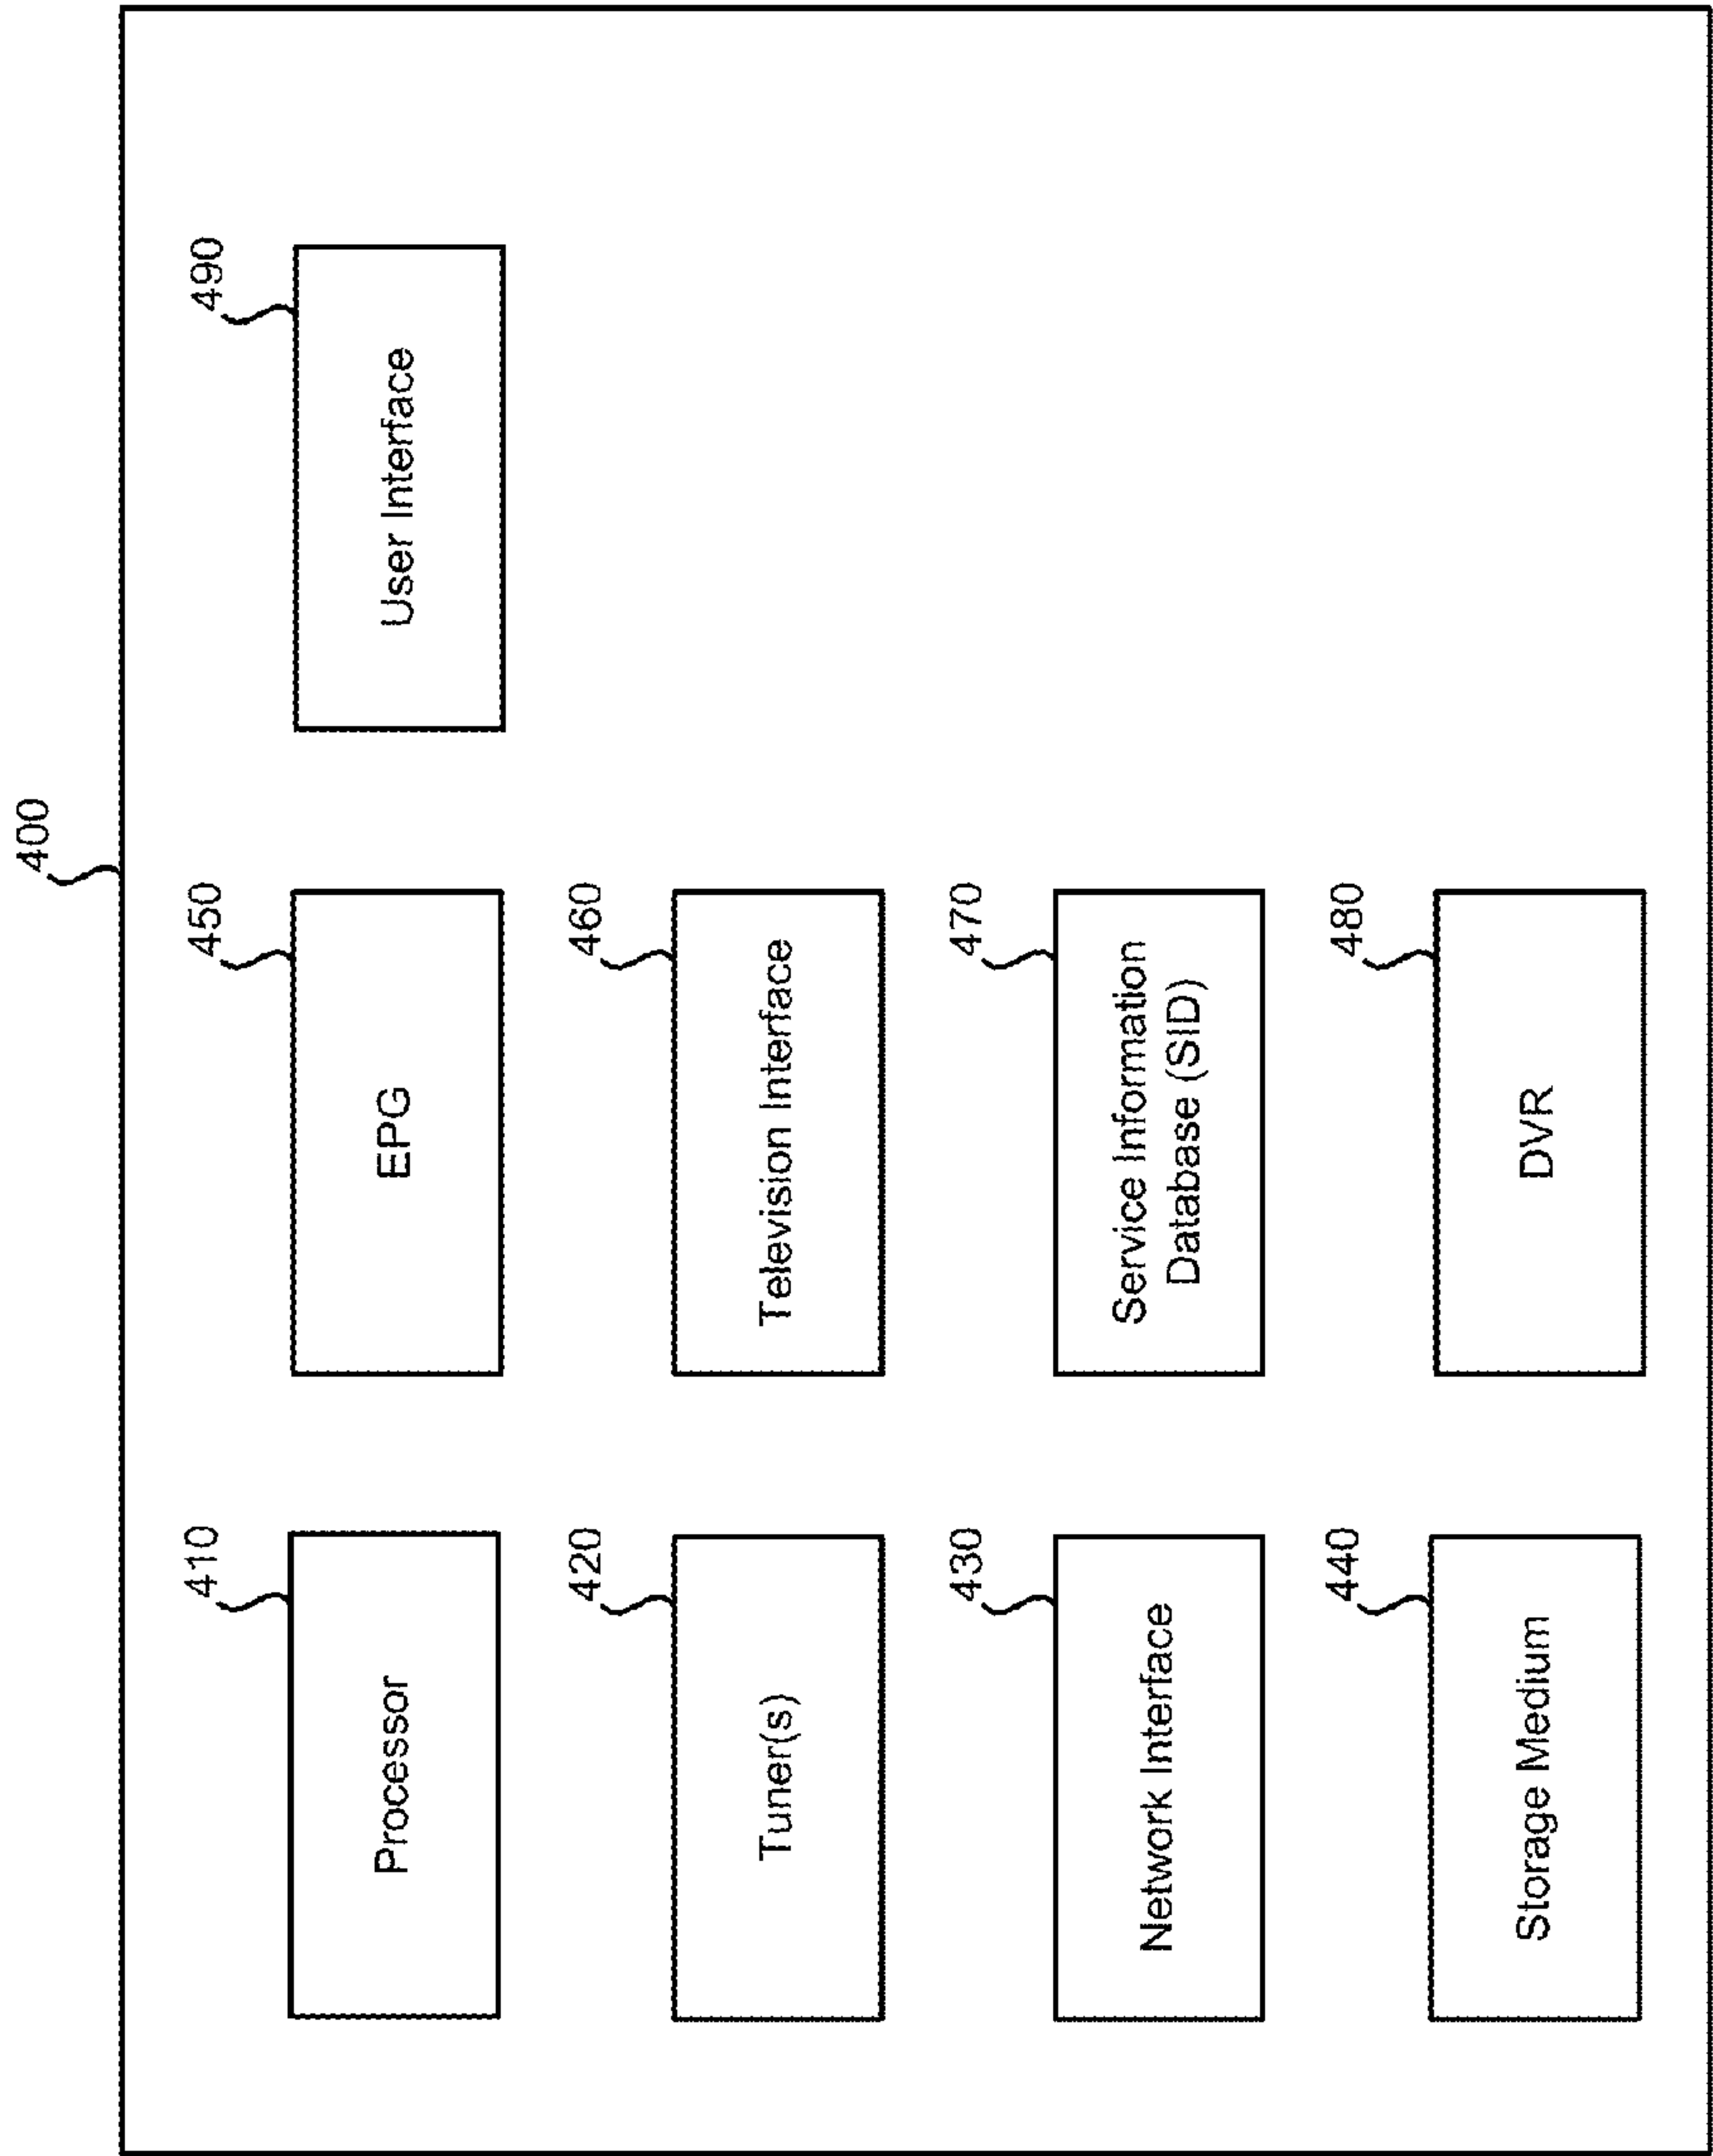 400
410
Processor
420
Tuner(s)
430
Network Interface
440
Storage Medium
450
EPG
460
Television Interface
470
Service Information
Database (SID)
480
DVR
490
User Interface